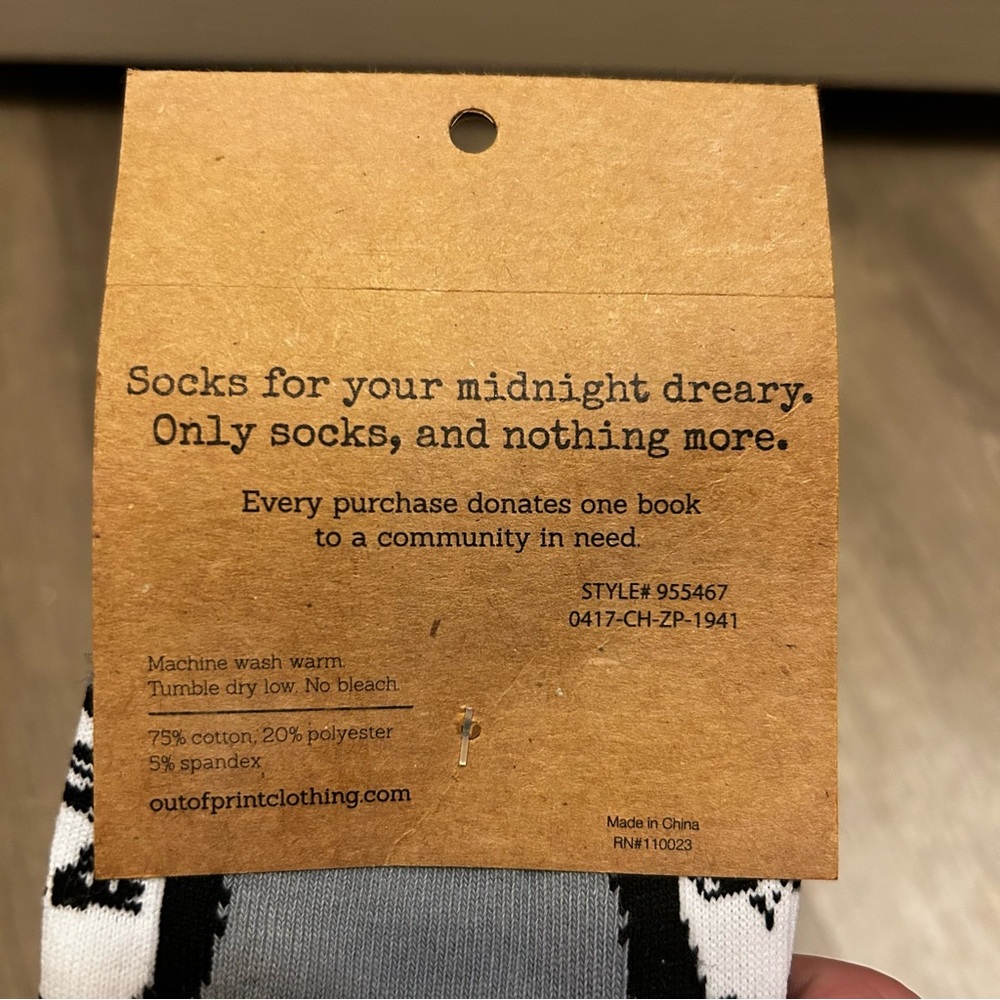 Socks for your midnight dreary.
Only socks, and nothing more.
Every purchase donates one book
to a community in need.
STYLE# 955467
0417-CH-ZP-1941
Machine wash warm.
Tumble dry low. No bleach.
75% cotton, 20% polyester
5% spandex
outofprintclothing.com
Made in China
RN#110023